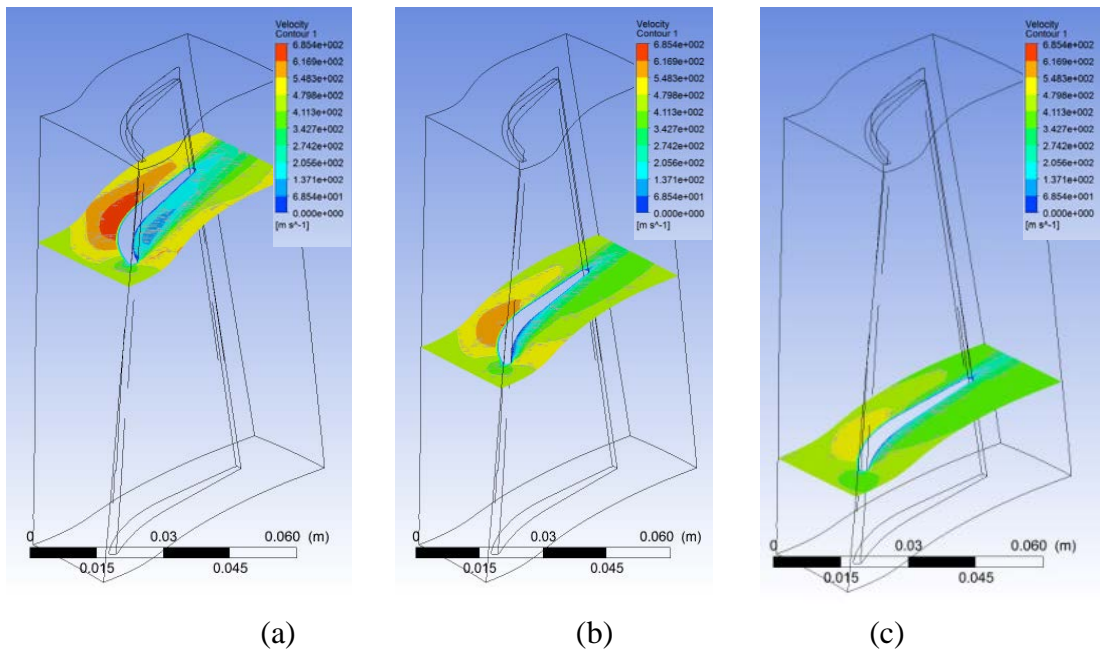 Velocity
Contour 1
6.854e+002
6.169e+002
5.483e+002
4.798e+002
4.113e+002
3.427e+002
2.742e+002
2.056e+002
1.371e+002
6.854e+001
0.000e+000
[m s^-1]
0 0.03 0.060 (m)
0.015 0.045
(a)
Velocity
Contour 1
6.854e+002
6.169e+002
5.483e+002
4.798e+002
4.113e+002
3.427e+002
2.742e+002
2.056e+002
1.371e+002
6.854e+001
0.000e+000
[m s^-1]
0 0.03 0.060 (m)
0.015 0.045
(b)
Velocity
Contour 1
6.854e+002
6.169e+002
5.483e+002
4.798e+002
4.113e+002
3.427e+002
2.742e+002
2.056e+002
1.371e+002
6.854e+001
0.000e+000
[m s^-1]
0 0.03 0.060 (m)
0.015 0.045
(c)